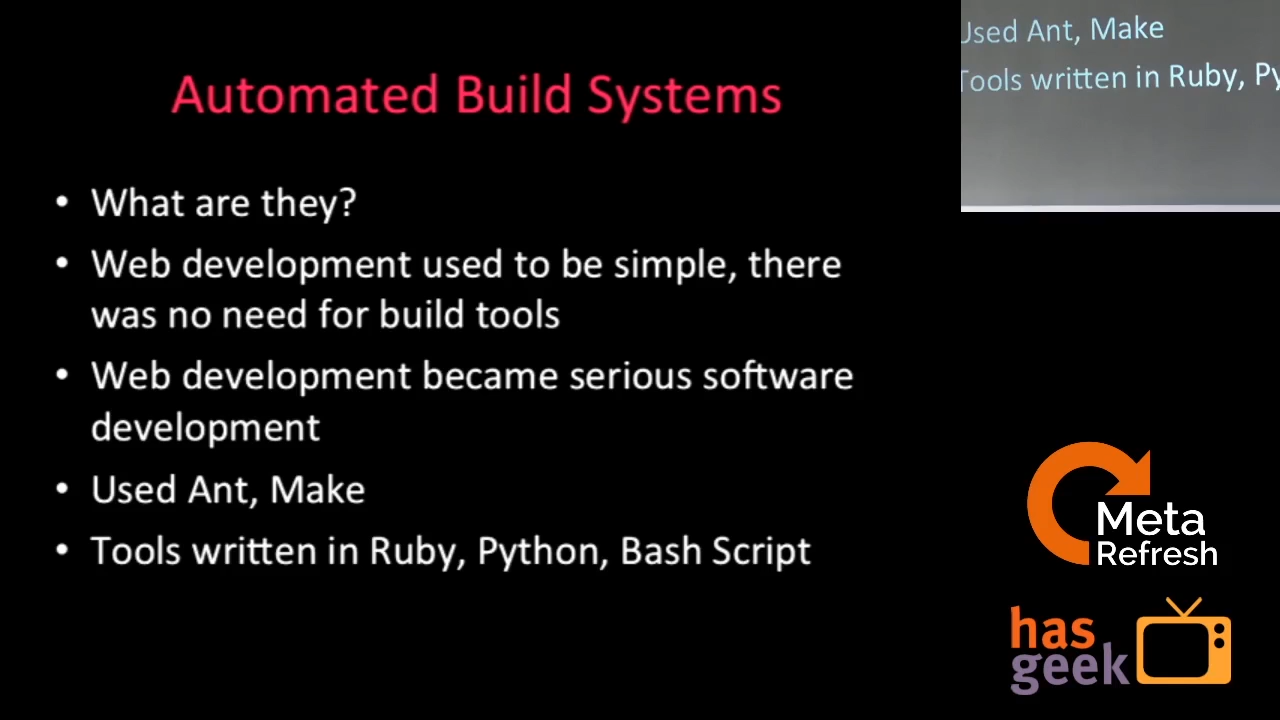 Automated Build Systems
• What are they?
• Web development used to be simple, there
was no need for build tools
• Web development became serious software
development
• Used Ant, Make
• Tools written in Ruby, Python, Bash Script
Used Ant, Make
Tools written in Ruby, Py
Meta
Refresh
has
geek